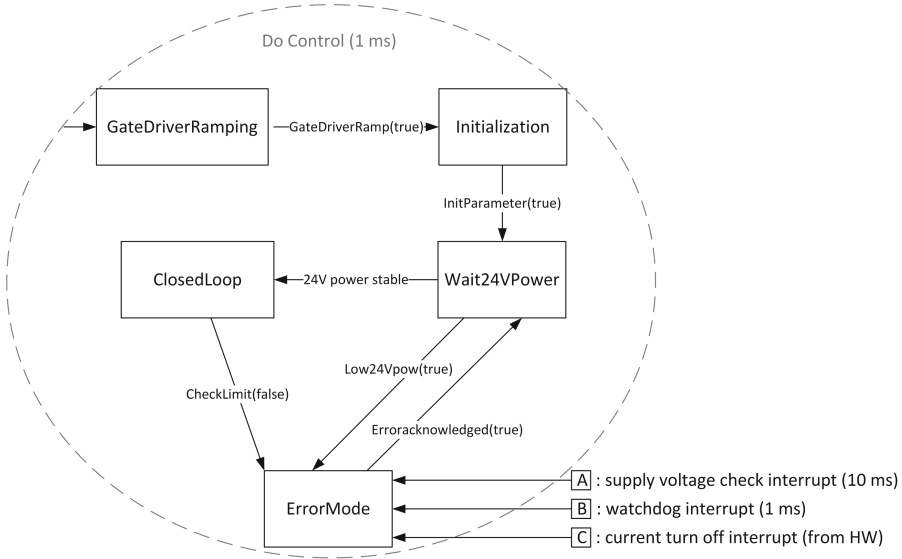 Do Control (1 ms)
GateDriverRamping
GateDriverRamp(true)
Initialization
InitParameter(true)
ClosedLoop
24V power stable
Wait24VPower
Low24Vpow(true)
CheckLimit(false)
Erroracknowledged(true)
ErrorMode
A : supply voltage check interrupt (10 ms)
B : watchdog interrupt (1 ms)
C : current turn off interrupt (from HW)